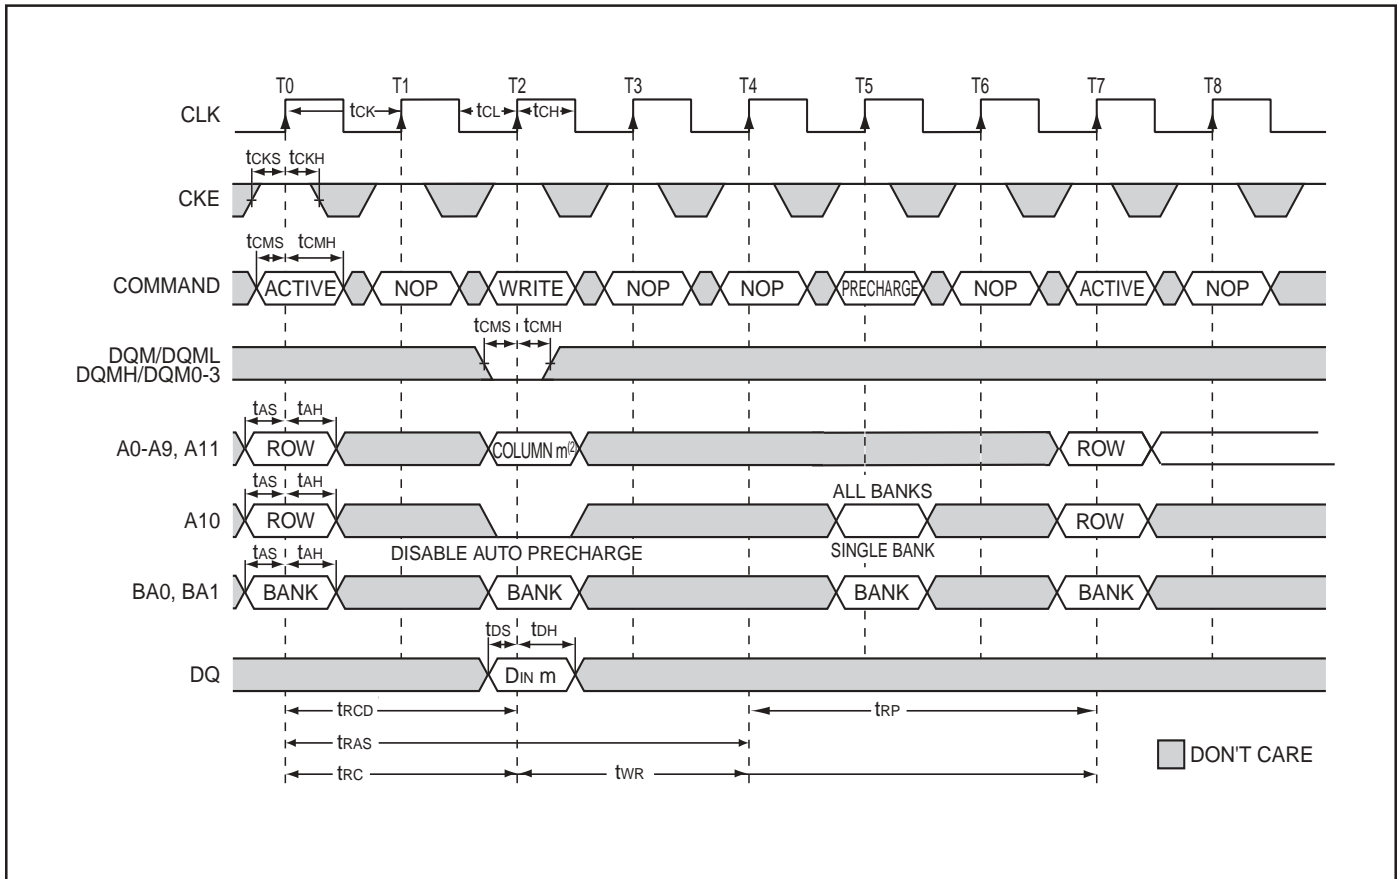 T0 T1 T2 T3 T4 T5 T6 T7 T8
CLK tCK tCL tCH
tCKS tCKH
CKE
tCMS tCMH
COMMAND ACTIVE NOP WRITE NOP NOP PRECHARGE NOP ACTIVE NOP
tCMS tCMH
DQM/DQML
DQMH/DQM0-3
tAS tAH
A0-A9, A11 ROW COLUMN m(2) ROW
tAS tAH ALL BANKS
A10 ROW ROW
tAS tAH DISABLE AUTO PRECHARGE SINGLE BANK
BA0, BA1 BANK BANK BANK BANK
tDS tDH
DQ DIN m
tRCD tRP
tRAS
tRC tWR
DON'T CARE